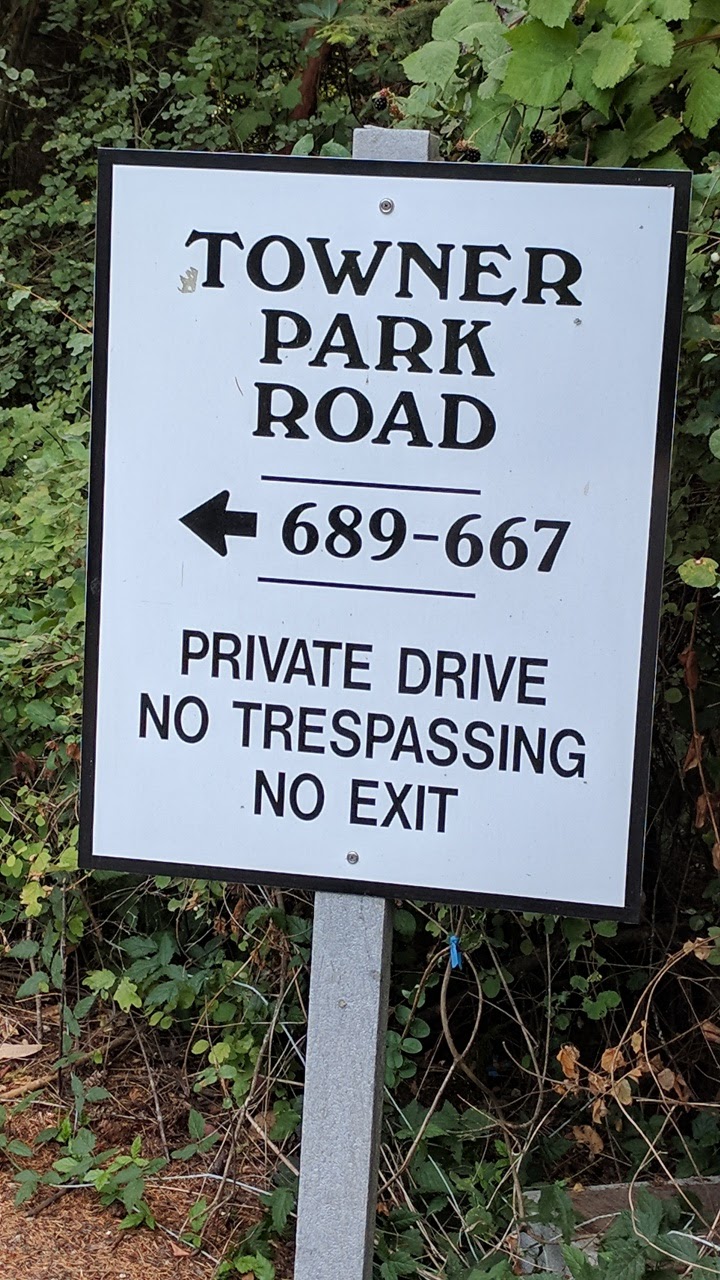 TOWNER
PARK
ROAD
689-667
PRIVATE DRIVE
NO TRESPASSING
NO EXIT